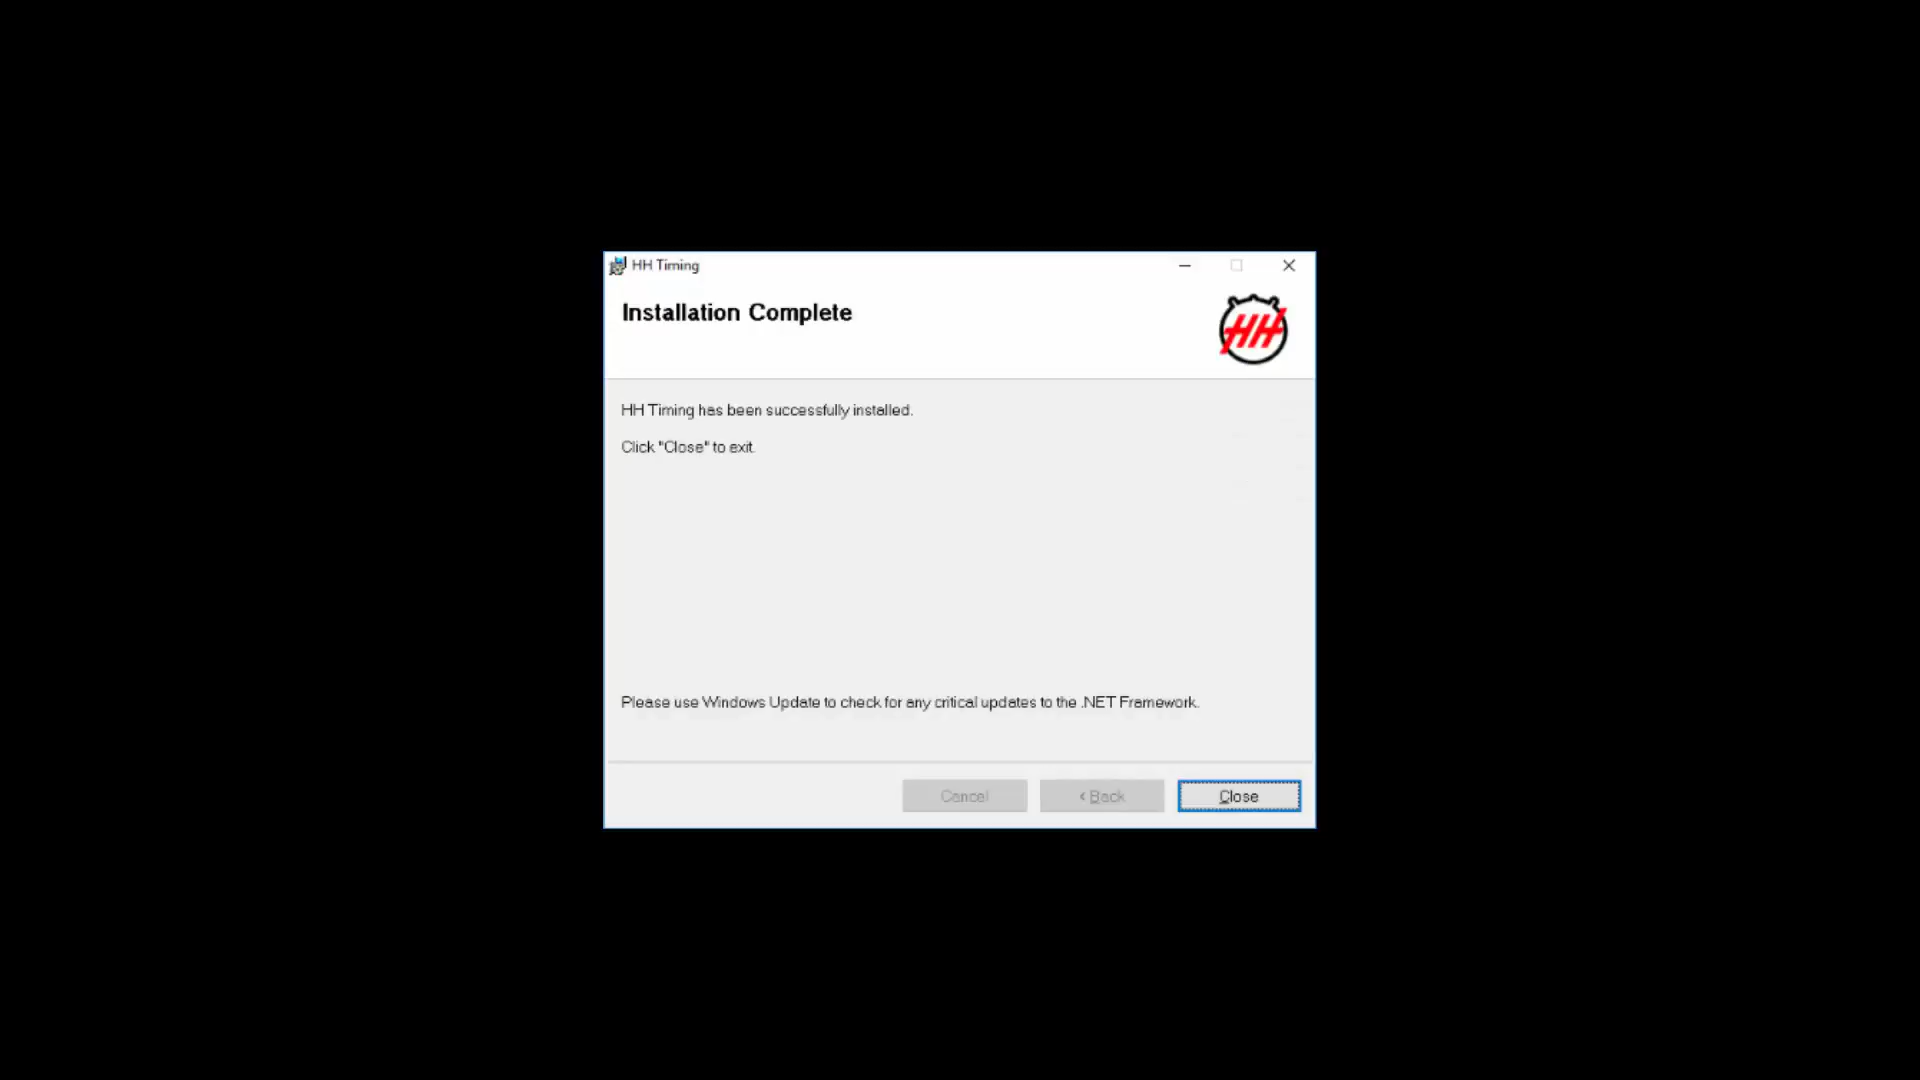 HH Timing
Installation Complete
HH
HH Timing has been successfully installed.
Click "Close" to exit.
Please use Windows Update to check for any critical updates to the .NET Framework.
Cancel
< Back
Close